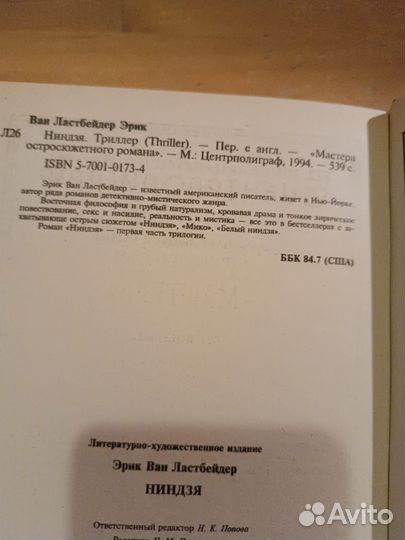 Ван Ластбейдер Эрик
Л26 Ниндзя. Триллер (Thriller). — Пер. с англ. — «Мастера
остросюжетного романа». — М.: Центрполиграф, 1994. — 539 с.
ISBN 5-7001-0173-4
Эрик Ван Ластбейдер — известный американский писатель, живет в Нью-Йорке,
автор ряда романов детективно-мистического жанра.
Восточная философия и грубый натурализм, кровавая драма и тонкое лирическое
повествование, секс и насилие, реальность и мистика — все это в бестселлерах с за-
хватывающе острым сюжетом «Ниндзя», «Мико», «Белый ниндзя».
Роман «Ниндзя» — первая часть трилогии.
ББК 84.7 (США)
Литературно-художественное издание
Эрик Ван Ластбейдер
НИНДЗЯ
Ответственный редактор Н. К. Попова
Avito